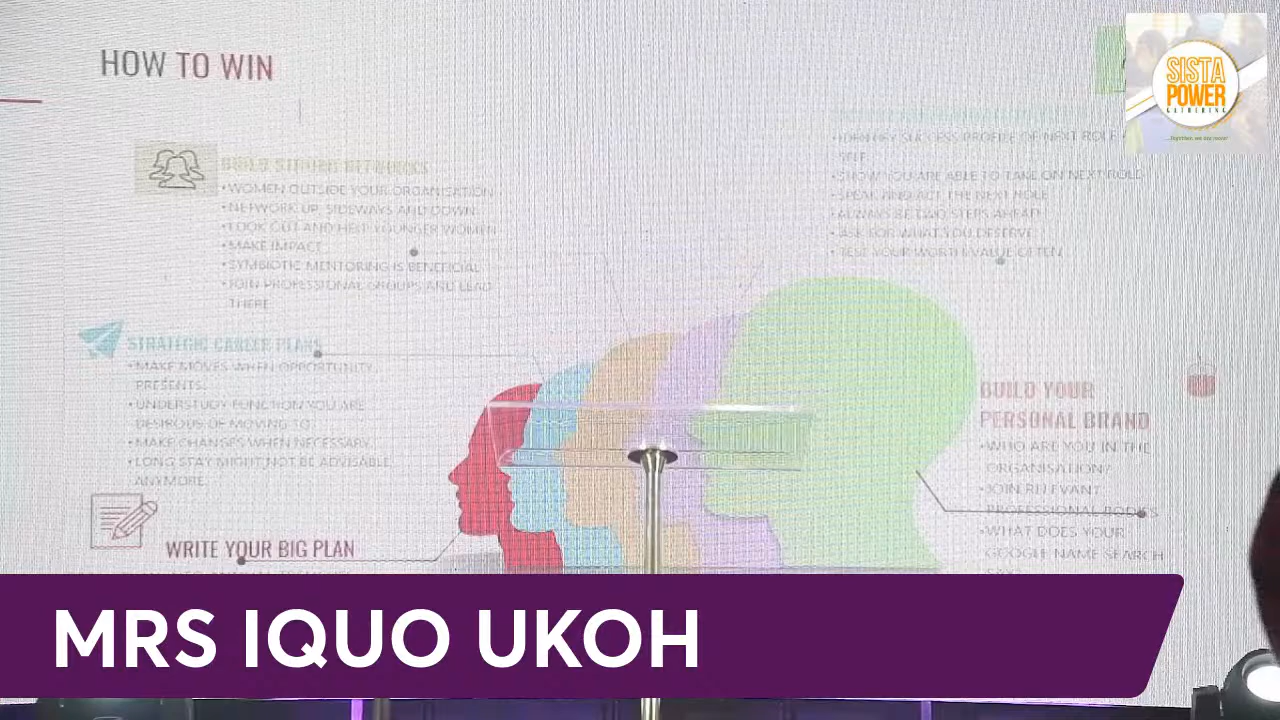 HOW TO WIN
SISTA
POWER
GATHERING
BUILD STRONG NETWORKS
•WOMEN OUTSIDE YOUR ORGANISATION
•NETWORK UP, SIDEWAYS AND DOWN
•LOOK OUT AND HELP YOUNGER WOMEN
•MAKE IMPACT
•SYMBIOTIC MENTORING IS BENEFICIAL
•JOIN PROFESSIONAL GROUPS AND LEAD
THERE
•IDENTIFY SUCCESS PROFILE OF NEXT ROLE
SELF
•SHOW YOU ARE ABLE TO TAKE ON NEXT ROLE
•SPEAK AND ACT THE NEXT ROLE
•ALWAYS BE TWO STEPS AHEAD
•ASK FOR WHAT YOU DESERVE
•TEST YOUR WORTH/VALUE OFTEN
STRATEGIC CAREER PLANS
•MAKE MOVES WHEN OPPORTUNITY
PRESENTS.
•UNDERSTUDY FUNCTION YOU ARE
DESIROUS OF MOVING TO
•MAKE CHANGES WHEN NECESSARY
•LONG STAY MIGHT NOT BE ADVISABLE
ANYMORE
BUILD YOUR
PERSONAL BRAND
•WHO ARE YOU IN THE
ORGANISATION?
•JOIN RELEVANT
PROFESSIONAL BODIES
•WHAT DOES YOUR
GOOGLE NAME SEARCH
WRITE YOUR BIG PLAN
MRS IQUO UKOH